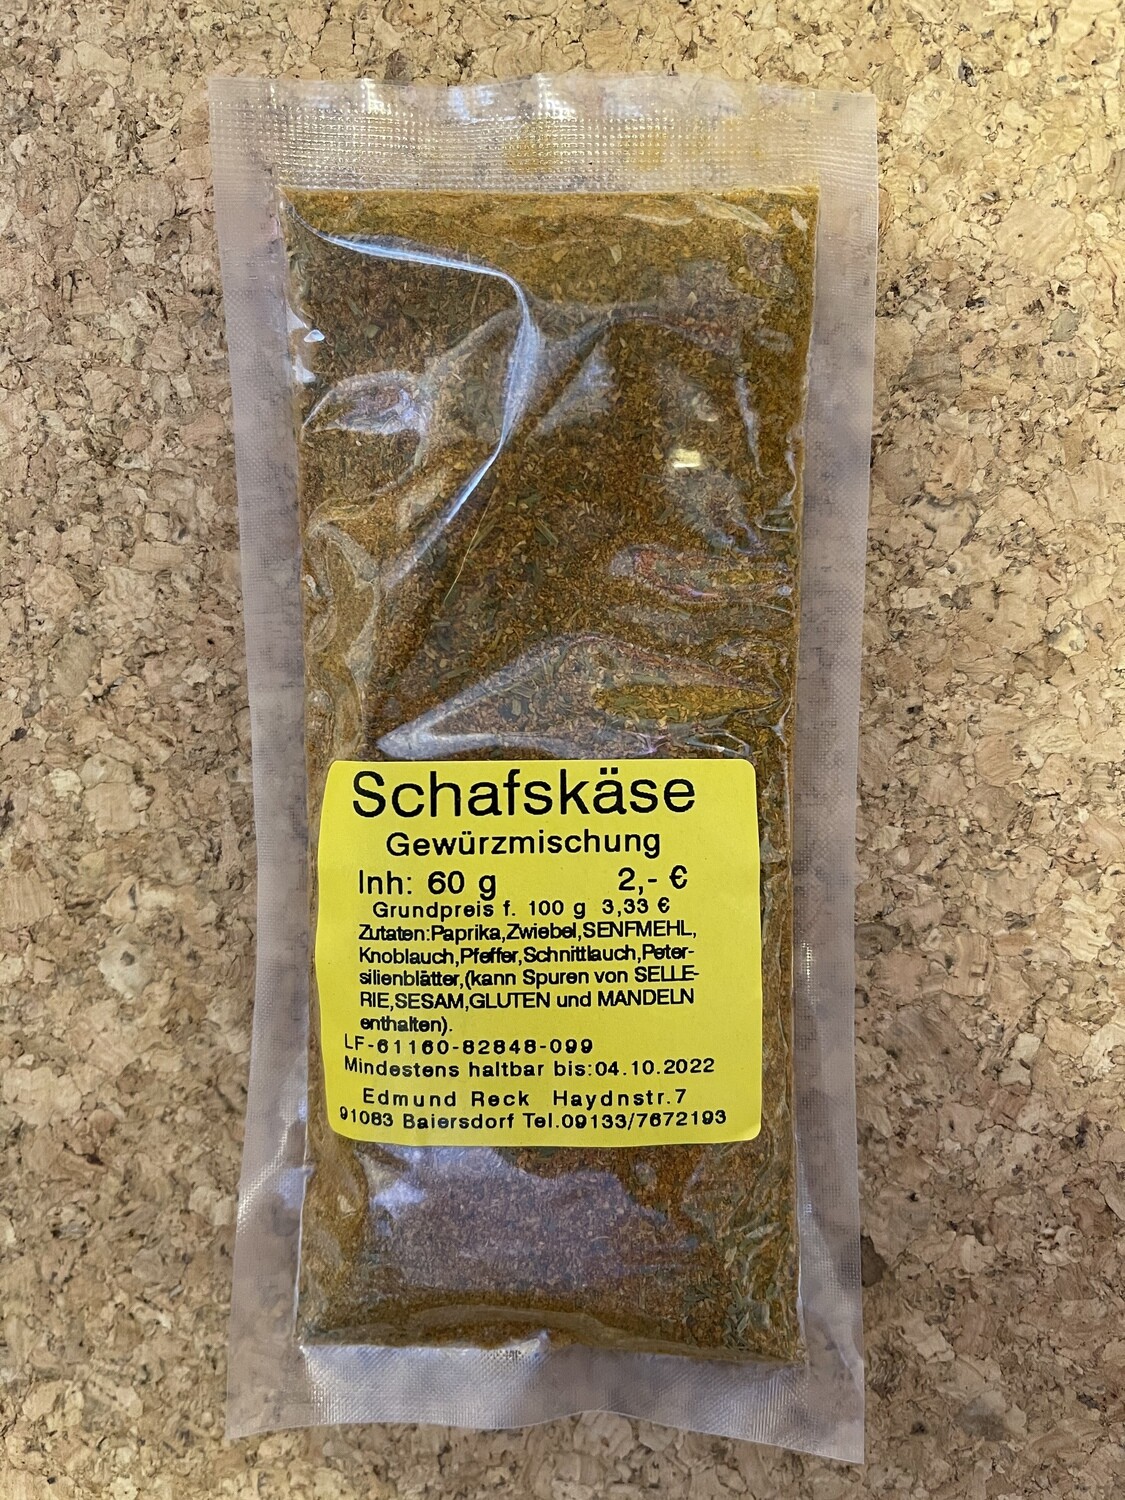 Schafskäse
Gewürzmischung
Inh: 60 g 2,- €
Grundpreis f. 100 g 3,33 €
Zutaten:Paprika,Zwiebel,SENFMEHL,
Knoblauch,Pfeffer,Schnittlauch,Peter-
silienblätter,(kann Spuren von SELLE-
RIE,SESAM,GLUTEN und MANDELN
enthalten).
LF-61160-82848-099
Mindestens haltbar bis:04.10.2022
Edmund Reck Haydnstr.7
91083 Baiersdorf Tel.09133/7672193